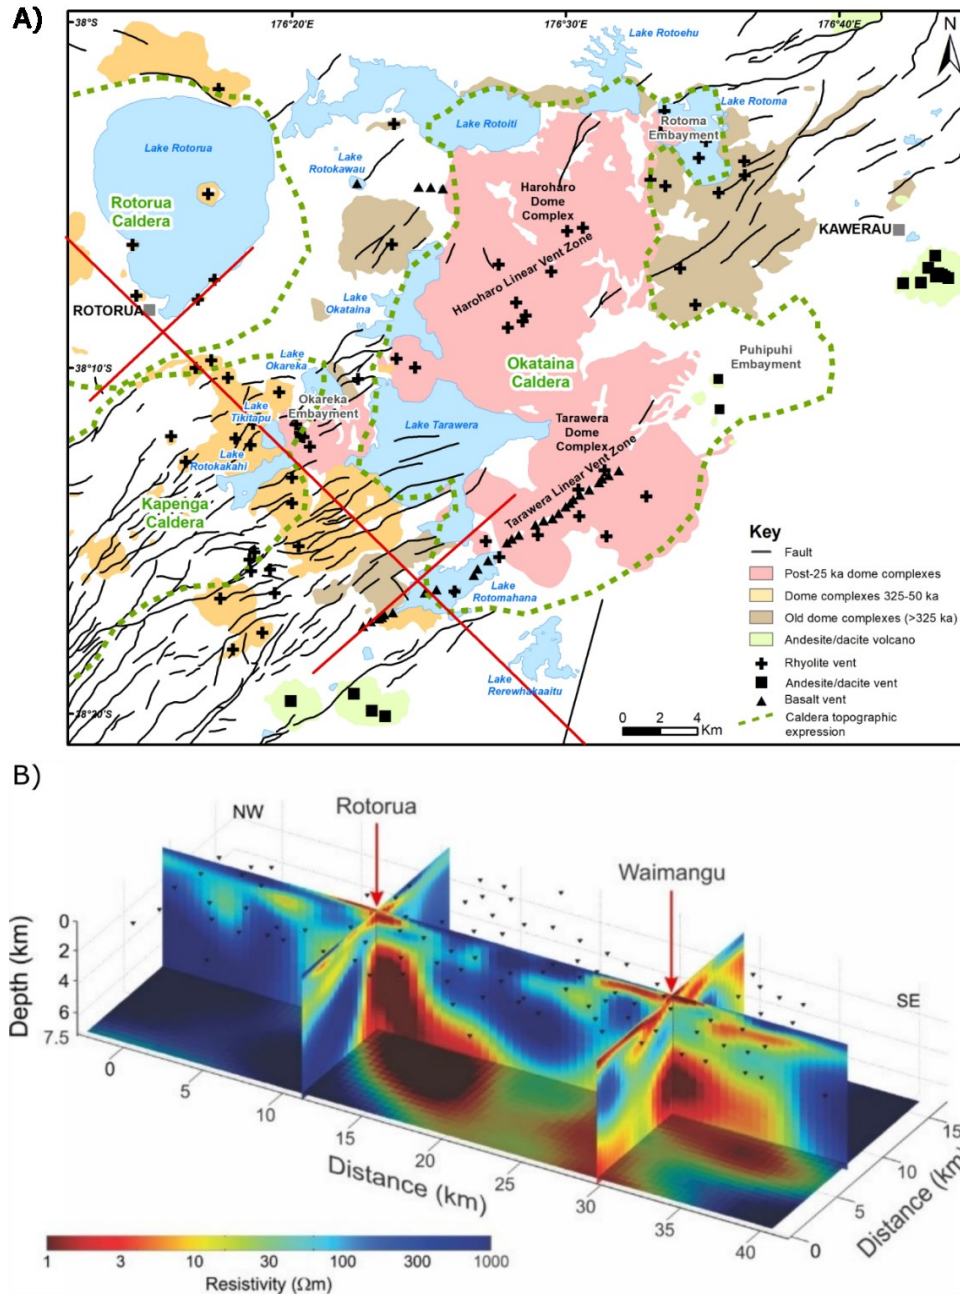 A)
38°S
176°20'E
176°30'E
176°40'E
N
Lake Rotoehu
Lake Rotoma
Rotoma
Embayment
Lake Rotoiti
Lake Rotorua
Lake
Rotokawau
Rotorua
Caldera
Haroharo
Dome
Complex
KAWERAU
Haroharo Linear Vent Zone
ROTORUA
Lake
Okataina
38°10'S
Lake
Okareka
Okataina
Caldera
Puhipuhi
Embayment
Okareka
Embayment
Lake
Tikitapu
Lake Tarawera
Tarawera
Dome
Complex
Lake
Rotokakahi
Tarawera Linear Vent Zone
Kapenga
Caldera
Lake
Rotomahana
Lake
Rerewhakaaitu
38°20'S
Key
Fault
Post-25 ka dome complexes
Dome complexes 325-50 ka
Old dome complexes (>325 ka)
Andesite/dacite volcano
Rhyolite vent
Andesite/dacite vent
Basalt vent
Caldera topographic
expression
0 2 4
Km
B)
NW
Rotorua
Waimangu
SE
Depth (km)
0
2
4
6
7.5
0
5
10
15
20
25
30
35
40
Distance (km)
0
5
10
15
Distance (km)
1 3 10 30 100 1000
Resistivity (Ωm)